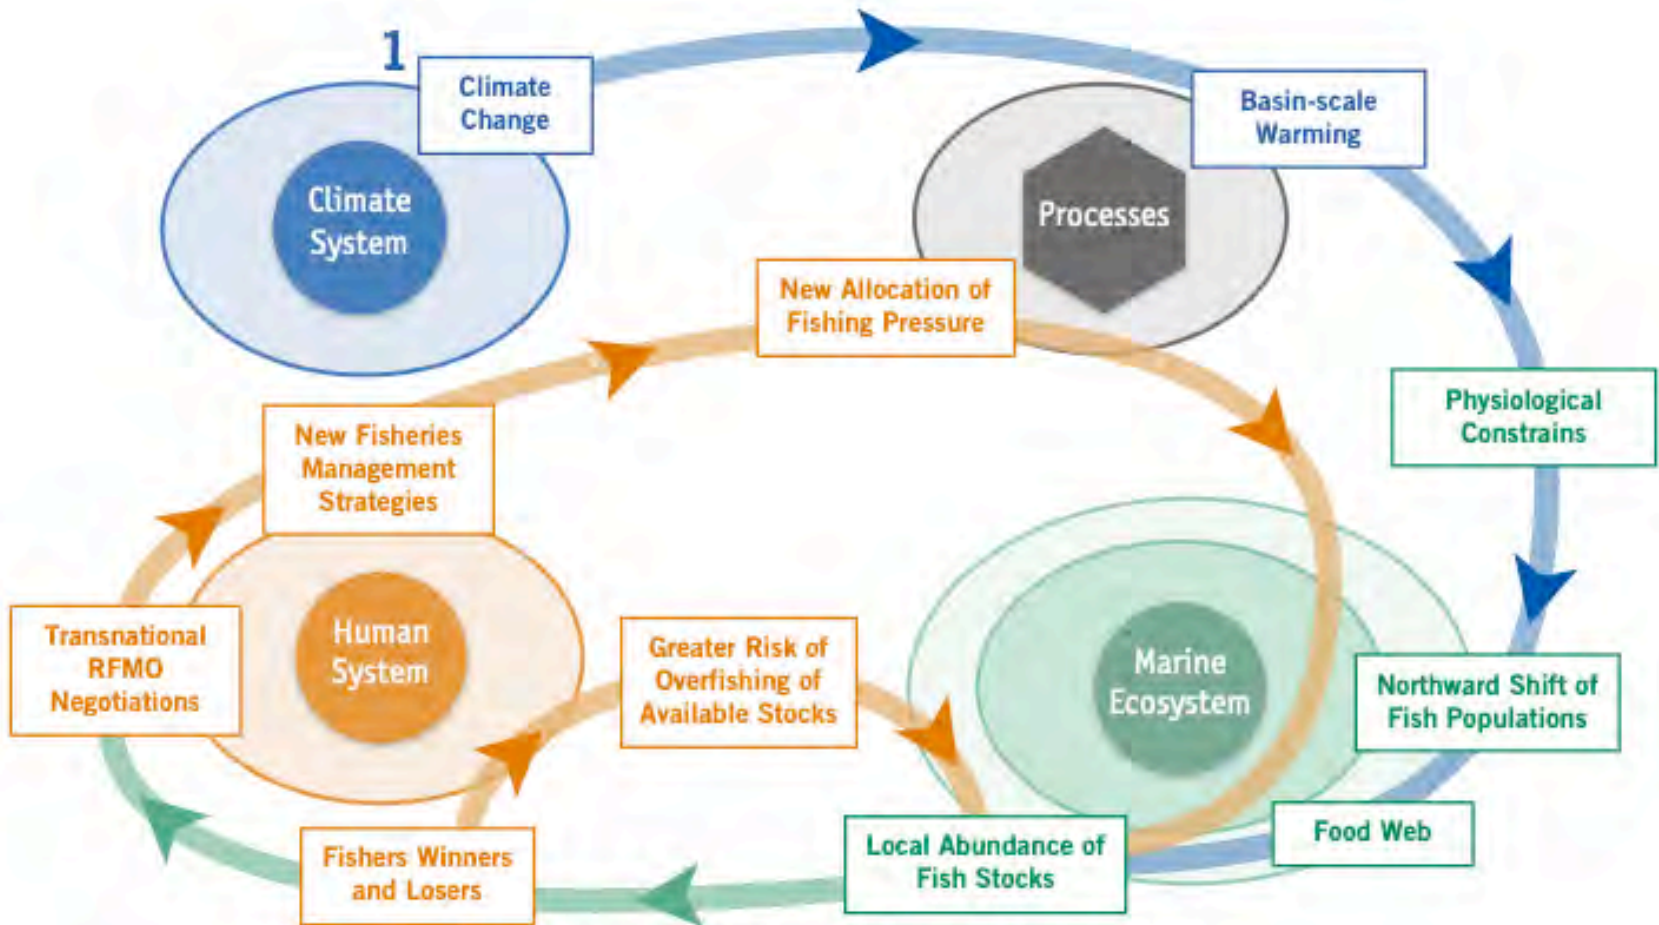 1
Climate
Change
Basin-scale
Warming
Climate
System
Processes
New Allocation of
Fishing Pressure
Physiological
Constrains
New Fisheries
Management
Strategies
Transnational
RFMO
Negotiations
Human
System
Greater Risk of
Overfishing of
Available Stocks
Marine
Ecosystem
Northward Shift of
Fish Populations
Food Web
Local Abundance of
Fish Stocks
Fishers Winners
and Losers